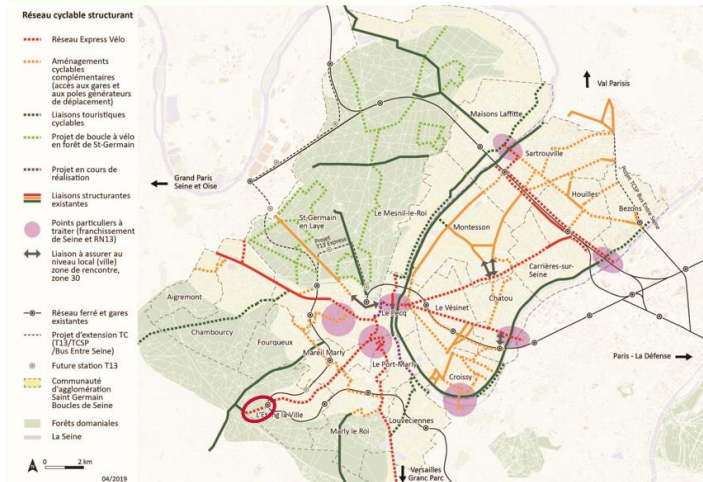 Réseau cyclable structurant
Réseau Express Vélo
Aménagements
cyclables
complémentaires
(accès aux gares et
aux poles générateurs
de déplacement)
Liaisons touristiques
cyclables
Projet de boucle à vélo
en forêt de St-Germain
Projet en cours de
réalisation
Liaisons structurantes
existantes
Points particuliers à
traiter (franchissement
de Seine et RN13)
Liaison à assurer au
niveau local (ville)
zone de rencontre,
zone 30
Réseau ferré et gares
existantes
Projet d'extension TC
(T13/TCSP
/Bus Entre Seine)
Future station T13
Communauté
d'agglomération
Saint Germain
Boucles de Seine
Forêts domaniales
La Seine
N
0
2 km
04/2019
Val Parisis
Maisons Laffitte
Sartrouville
Projet TCSP Bus Entre Seine
Grand Paris
Seine et Oise
Houilles
Bezons
St-Germain
en Laye
Le Mesnil-le-Roi
Montesson
Projet
T13 Express
Carrières-sur-
Seine
Aigremont
Le Vésinet
Chatou
Le Pecq
Chambourcy
Fourqueux
Mareil Marly
Le Port-Marly
Croissy
Paris - La Défense
L'Etang la Ville
Louveciennes
Marly le Roi
Versailles
Granc Parc